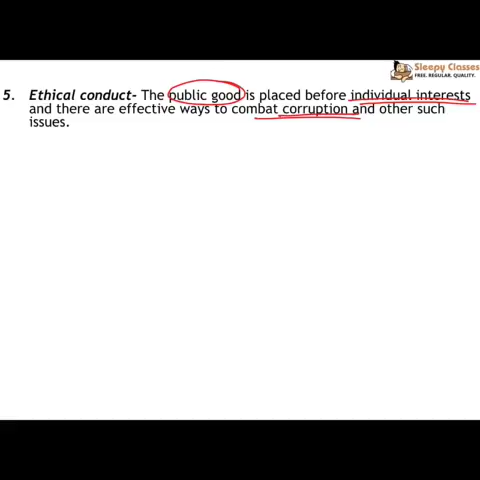 Sleepy Classes
FREE. REGULAR. QUALITY.
5. Ethical conduct- The public good is placed before individual interests
and there are effective ways to combat corruption and other such
issues.